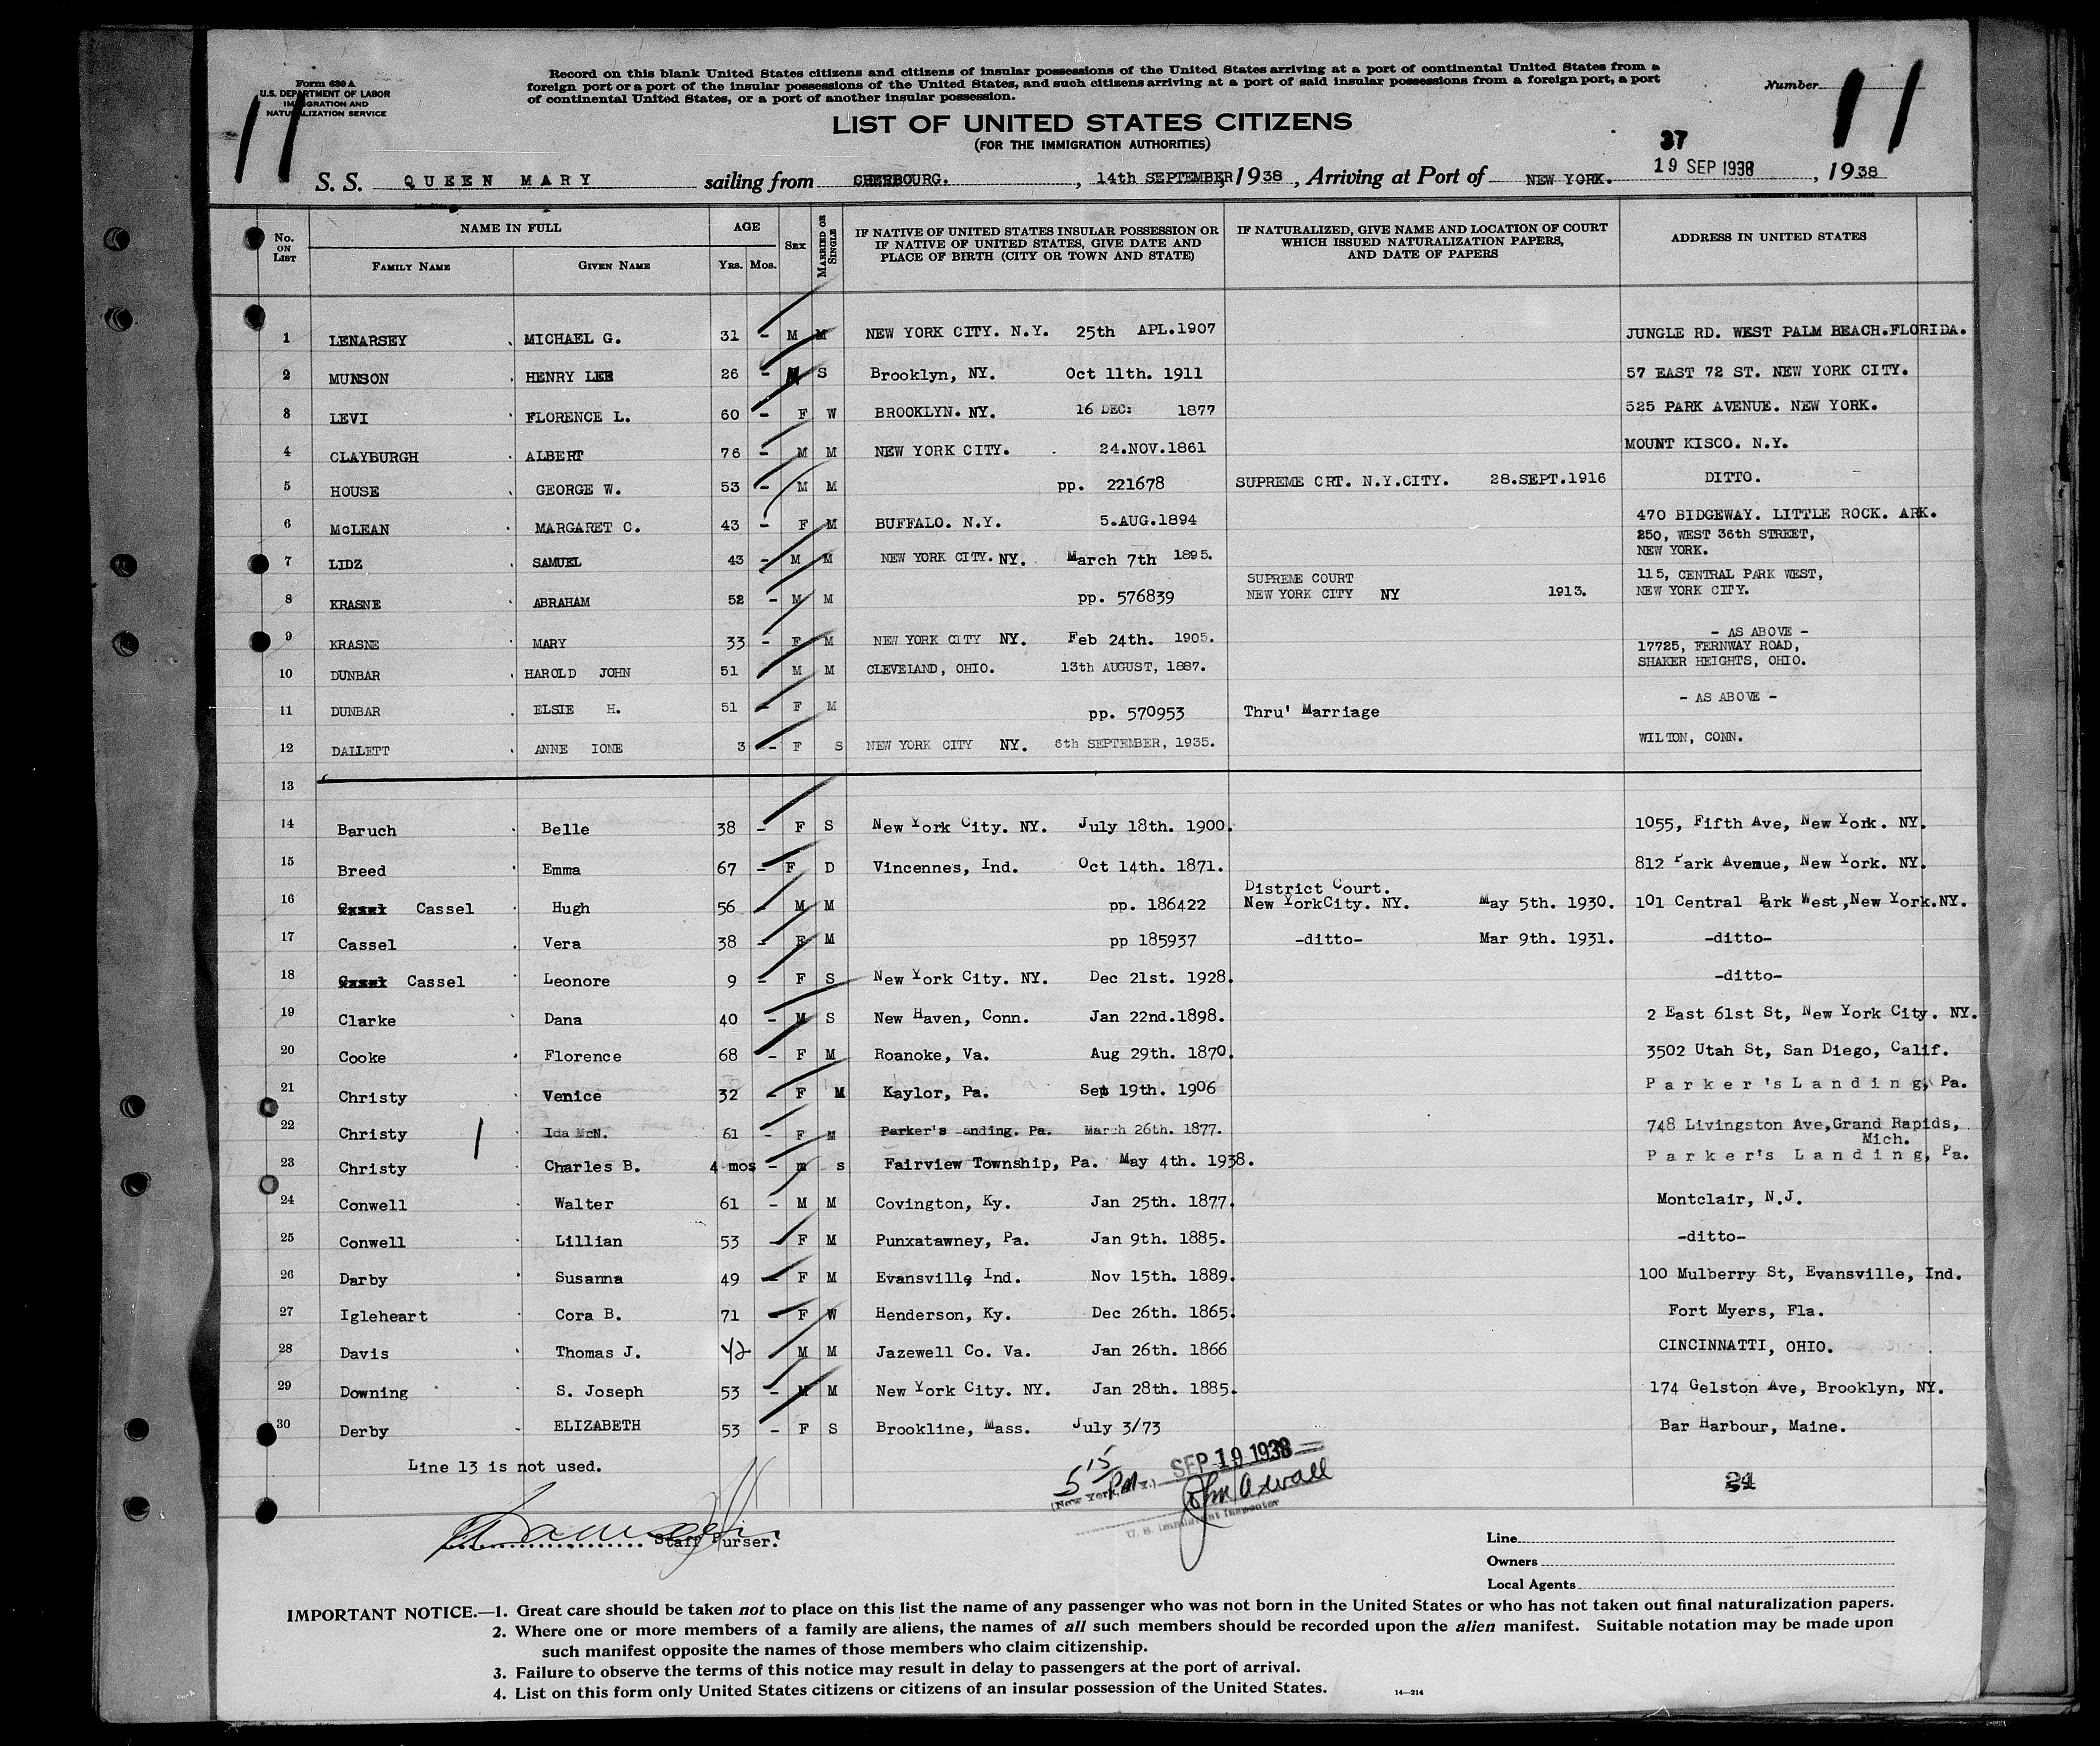 Form 630 A
U.S. DEPARTMENT OF LABOR
IMMIGRATION AND
NATURALIZATION SERVICE
Record on this blank United States citizens and citizens of insular possessions of the United States arriving at a port of continental United States from a
foreign port or a port of the insular possessions of the United States, and such citizens arriving at a port of said insular possessions from a foreign port, a port
of continental United States, or a port of another insular possession.
Number
11
11
LIST OF UNITED STATES CITIZENS
(FOR THE IMMIGRATION AUTHORITIES)
37
S. S. QUEEN MARY sailing from CHERBOURG. , 14th SEPTEMBER, 1938, Arriving at Port of NEW YORK. 19 SEP 1938, 1938
No. ON LIST
NAME IN FULL
FAMILY NAME GIVEN NAME
AGE
YRS. MOS.
SEX
MARRIED OR SINGLE
IF NATIVE OF UNITED STATES INSULAR POSSESSION OR
IF NATIVE OF UNITED STATES, GIVE DATE AND
PLACE OF BIRTH (CITY OR TOWN AND STATE)
IF NATURALIZED, GIVE NAME AND LOCATION OF COURT
WHICH ISSUED NATURALIZATION PAPERS,
AND DATE OF PAPERS
ADDRESS IN UNITED STATES
1 LENARSEY MICHAEL G. 31 - M M NEW YORK CITY. N.Y. 25th APL.1907 JUNGLE RD. WEST PALM BEACH.FLORIDA.
2 MUNSON HENRY LEE 26 - M S Brooklyn, NY. Oct 11th. 1911 57 EAST 72 ST. NEW YORK CITY.
3 LEVI FLORENCE L. 60 - F W BROOKLYN. NY. 16 DEC: 1877 525 PARK AVENUE. NEW YORK.
4 CLAYBURGH ALBERT 76 - M M NEW YORK CITY. 24.NOV.1861 MOUNT KISCO. N.Y.
5 HOUSE GEORGE W. 53 - M M pp. 221678 SUPREME CRT. N.Y.CITY. 28.SEPT.1916 DITTO.
6 McLEAN MARGARET C. 43 - F M BUFFALO. N.Y. 5.AUG.1894 470 BIDGEWAY. LITTLE ROCK. ARK.
7 LIDZ SAMUEL 43 - M M NEW YORK CITY. NY. March 7th 1895. 250, WEST 36th STREET,
NEW YORK.
8 KRASNE ABRAHAM 52 - M M pp. 576839 SUPREME COURT
NEW YORK CITY NY 1913. 115, CENTRAL PARK WEST,
NEW YORK CITY.
9 KRASNE MARY 33 - F M NEW YORK CITY NY. Feb 24th. 1905. - AS ABOVE -
10 DUNBAR HAROLD JOHN 51 M M CLEVELAND, OHIO. 13th AUGUST, 1887. 17725, FERNWAY ROAD,
SHAKER HEIGHTS, OHIO.
11 DUNBAR ELSIE H. 51 - F M pp. 570953 Thru' Marriage - AS ABOVE -
12 DALLETT ANNE IONE 3 - F S NEW YORK CITY NY. 6th SEPTEMBER, 1935. WILTON, CONN.
13
14 Baruch Belle 38 - F S New York City. NY. July 18th. 1900. 1055, Fifth Ave, New York. NY.
15 Breed Emma 67 - F D Vincennes, Ind. Oct 14th. 1871. 812 Park Avenue, New York. NY.
16 Cassel Hugh 56 - M M pp. 186422 District Court.
New YorkCity. NY. May 5th. 1930. 101 Central Park West,New York.NY.
17 Cassel Vera 38 - F M pp 185937 -ditto- Mar 9th. 1931. -ditto-
18 Cassel Leonore 9 - F S New York City. NY. Dec 21st. 1928. -ditto-
19 Clarke Dana 40 - M S New Haven, Conn. Jan 22nd.1898. 2 East 61st St, New York City. NY.
20 Cooke Florence 68 - F M Roanoke, Va. Aug 29th. 1870. 3502 Utah St, San Diego, Calif.
21 Christy Venice 32 - F M Kaylor, Pa. Sept 19th. 1906 Parker's Landing, Pa.
22 Christy Ida McN. 61 - F M Parker's anding. Pa. March 26th. 1877. 748 Livingston Ave,Grand Rapids,
Mich.
23 Christy Charles B. 4 mos - m s Fairview Township, Pa. May 4th. 1938. Parker's Landing, Pa.
24 Conwell Walter 61 - M M Covington, Ky. Jan 25th. 1877. Montclair, N.J.
25 Conwell Lillian 53 - F M Punxatawney, Pa. Jan 9th. 1885. -ditto-
26 Darby Susanna 49 - F M Evansville Ind. Nov 15th. 1889. 100 Mulberry St, Evansville, Ind.
27 Igleheart Cora B. 71 - F W Henderson, Ky. Dec 26th. 1865. Fort Myers, Fla.
28 Davis Thomas J. 42 M M Jazewell Co. Va. Jan 26th. 1866 CINCINNATTI, OHIO.
29 Downing S. Joseph 53 - M M New York City. NY. Jan 28th. 1885. 174 Gelston Ave, Brooklyn, NY.
30 Derby ELIZABETH 53 - F S Brookline, Mass. July 3/73 Bar Harbour, Maine.
Line 13 is not used.
5 15 PM
(New York, N.Y.) SEP 19 1938
U. S. Immigrant Inspector
Staff Purser.
Line
Owners
Local Agents
IMPORTANT NOTICE.—1. Great care should be taken not to place on this list the name of any passenger who was not born in the United States or who has not taken out final naturalization papers.
2. Where one or more members of a family are aliens, the names of all such members should be recorded upon the alien manifest. Suitable notation may be made upon
such manifest opposite the names of those members who claim citizenship.
3. Failure to observe the terms of this notice may result in delay to passengers at the port of arrival.
4. List on this form only United States citizens or citizens of an insular possession of the United States.
14—214